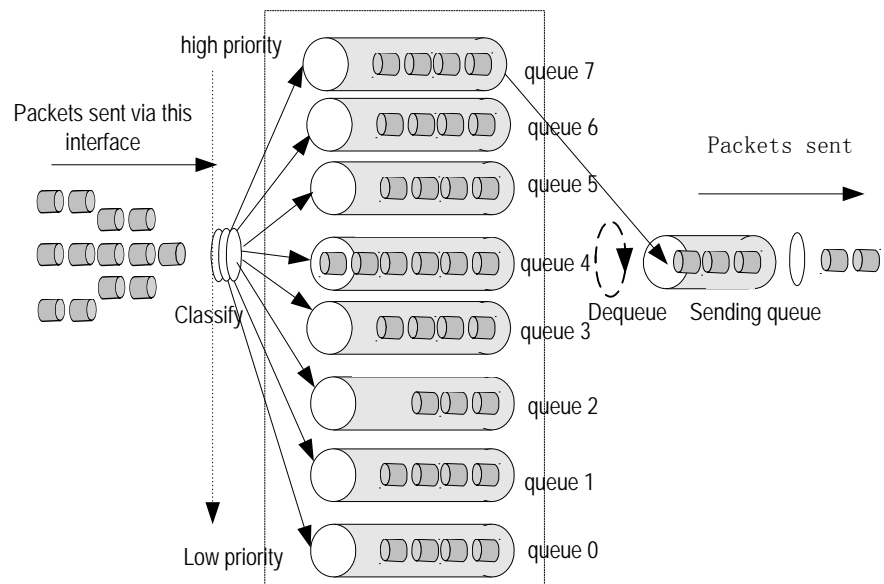 high priority
queue 7
Packets sent via this
interface
queue 6
Packets sent
queue 5
queue 4
Classify
Dequeue
Sending queue
queue 3
queue 2
queue 1
Low priority
queue 0